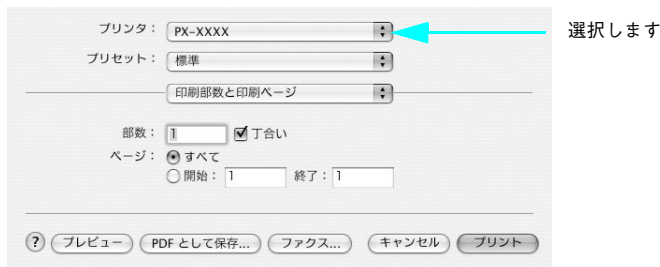 プリンタ： PX-XXXX 選択します
プリセット： 標準
印刷部数と印刷ページ
部数： 1 丁合い
ページ： すべて
開始： 1 終了： 1
? プレビュー PDF として保存... ファクス... キャンセル プリント